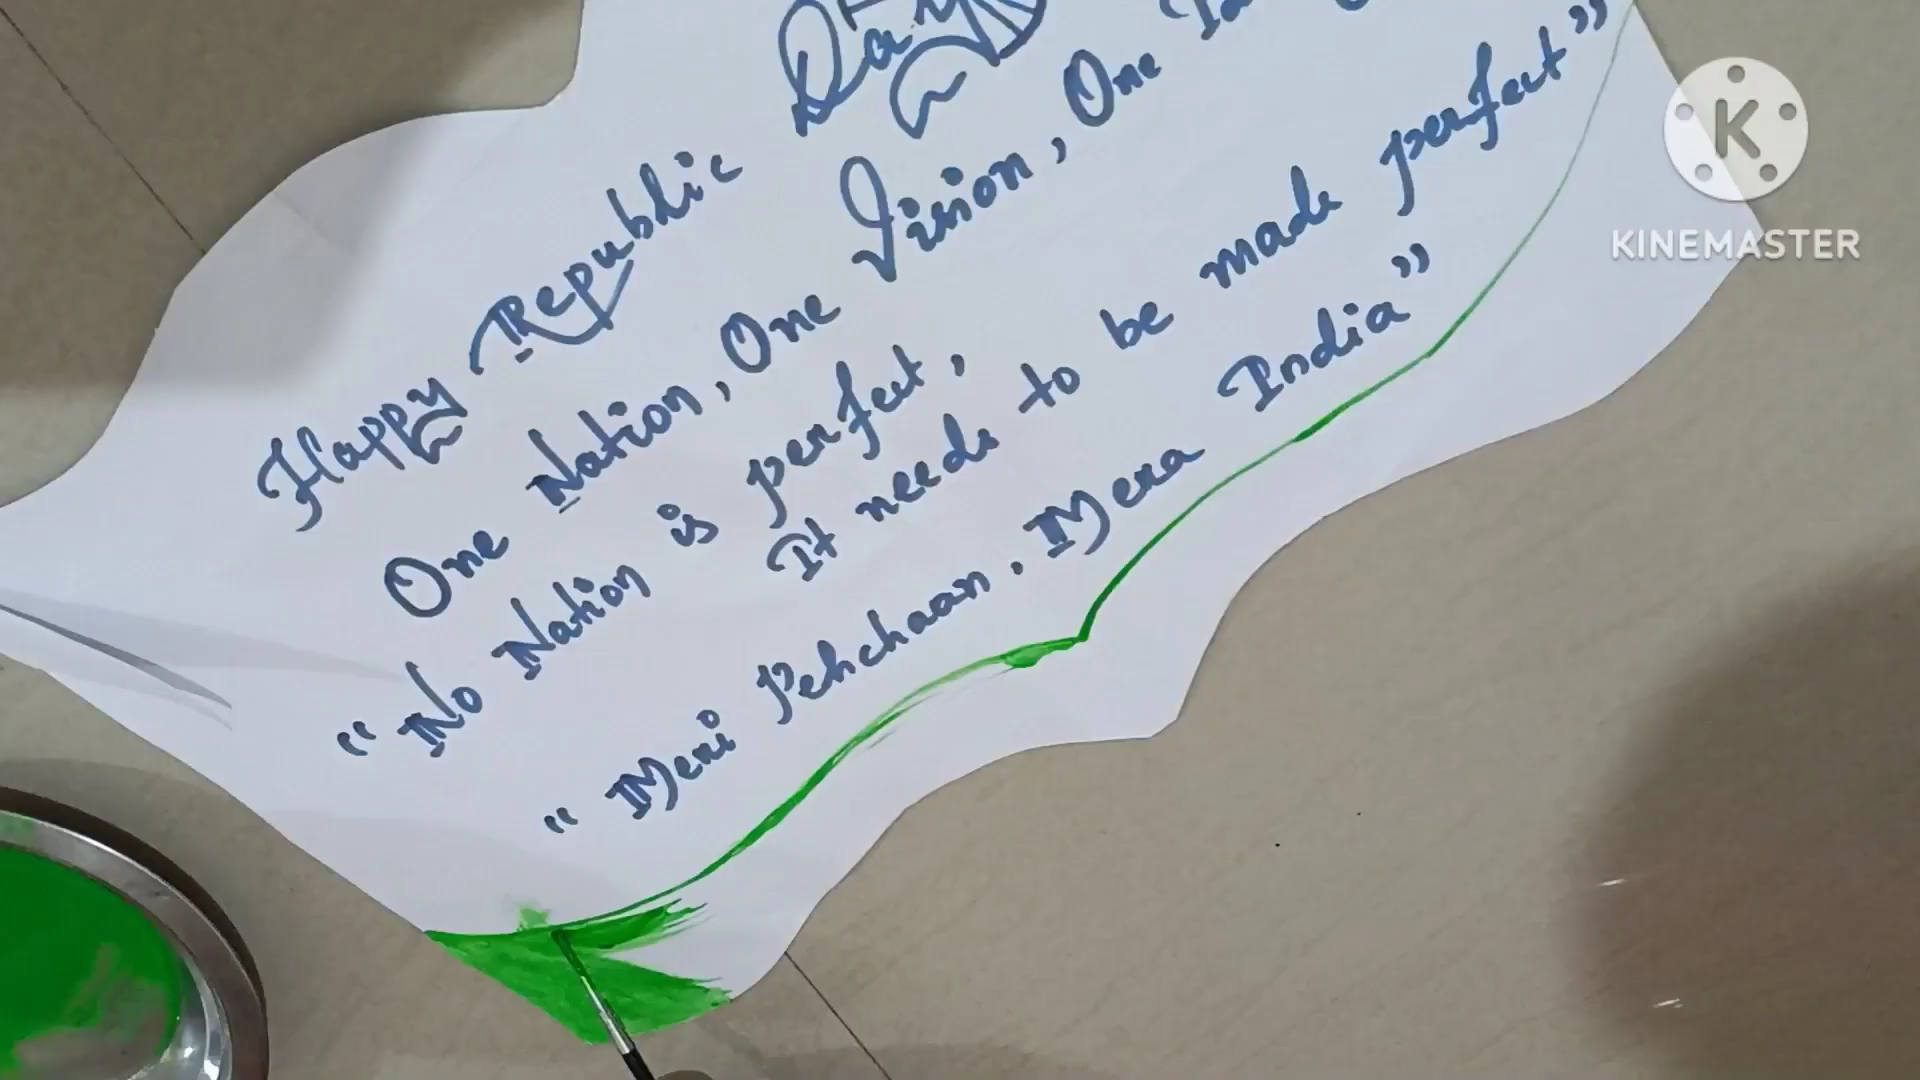 Happy Republic Day
One Nation, One Vision, One
"No Nation is perfect,
It needs to be made perfect"
"Meri Pehchaan, Mera India"
KINEMASTER